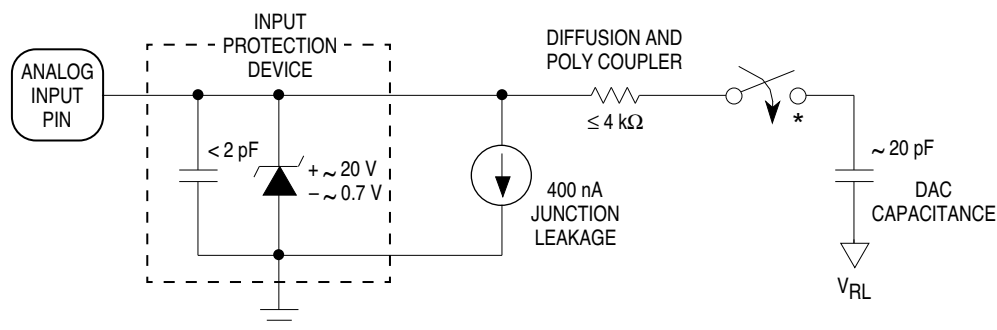 INPUT
PROTECTION
DEVICE
ANALOG
INPUT
PIN
DIFFUSION AND
POLY COUPLER
≤ 4 kΩ
*
< 2 pF
+ ~ 20 V
– ~ 0.7 V
400 nA
JUNCTION
LEAKAGE
~ 20 pF
DAC
CAPACITANCE
VRL